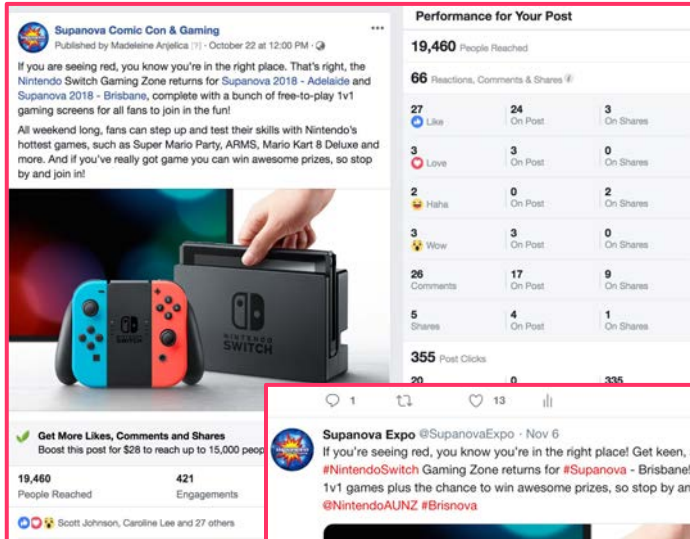 Supanova Comic Con & Gaming
Published by Madeleine Anjelica [?] · October 22 at 12:00 PM ·
If you are seeing red, you know you're in the right place. That's right, the
Nintendo Switch Gaming Zone returns for Supanova 2018 - Adelaide and
Supanova 2018 - Brisbane, complete with a bunch of free-to-play 1v1
gaming screens for all fans to join in the fun!
All weekend long, fans can step up and test their skills with Nintendo's
hottest games, such as Super Mario Party, ARMS, Mario Kart 8 Deluxe and
more. And if you've really got game you can win awesome prizes, so stop
by and join in!
NINTENDO
SWITCH
Get More Likes, Comments and Shares
Boost this post for $28 to reach up to 15,000 peop
19,460
People Reached
421
Engagements
Scott Johnson, Caroline Lee and 27 others
Performance for Your Post
19,460 People Reached
66 Reactions, Comments & Shares
27
Like
24
On Post
3
On Shares
3
Love
3
On Post
0
On Shares
2
Haha
0
On Post
2
On Shares
3
Wow
3
On Post
0
On Shares
26
Comments
17
On Post
9
On Shares
5
Shares
4
On Post
1
On Shares
355 Post Clicks
20
0
335
1
13
Supanova Expo @SupanovaExpo · Nov 6
If you're seeing red, you know you're in the right place! Get keen,
#NintendoSwitch Gaming Zone returns for #Supanova - Brisbane!
1v1 games plus the chance to win awesome prizes, so stop by an
@NintendoAUNZ #Brisnova